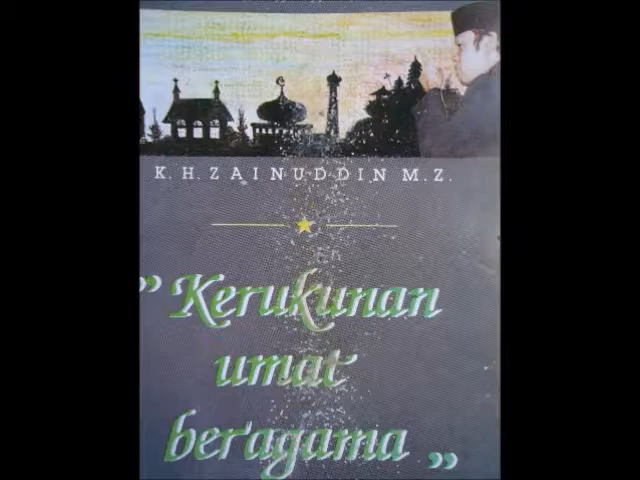 K.H. ZAINUDDIN M.Z.
" Kerukunan
umat
beragama "